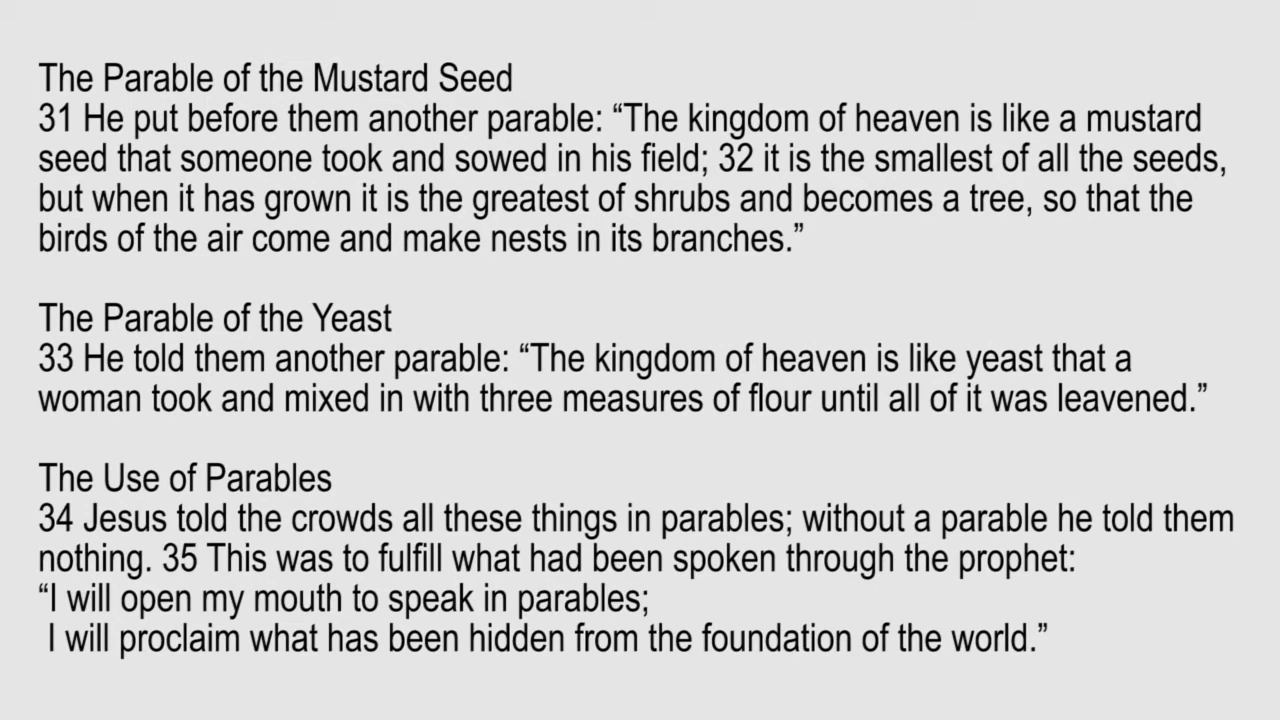 The Parable of the Mustard Seed
31 He put before them another parable: “The kingdom of heaven is like a mustard
seed that someone took and sowed in his field; 32 it is the smallest of all the seeds,
but when it has grown it is the greatest of shrubs and becomes a tree, so that the
birds of the air come and make nests in its branches.”
The Parable of the Yeast
33 He told them another parable: “The kingdom of heaven is like yeast that a
woman took and mixed in with three measures of flour until all of it was leavened.”
The Use of Parables
34 Jesus told the crowds all these things in parables; without a parable he told them
nothing. 35 This was to fulfill what had been spoken through the prophet:
“I will open my mouth to speak in parables;
I will proclaim what has been hidden from the foundation of the world.”